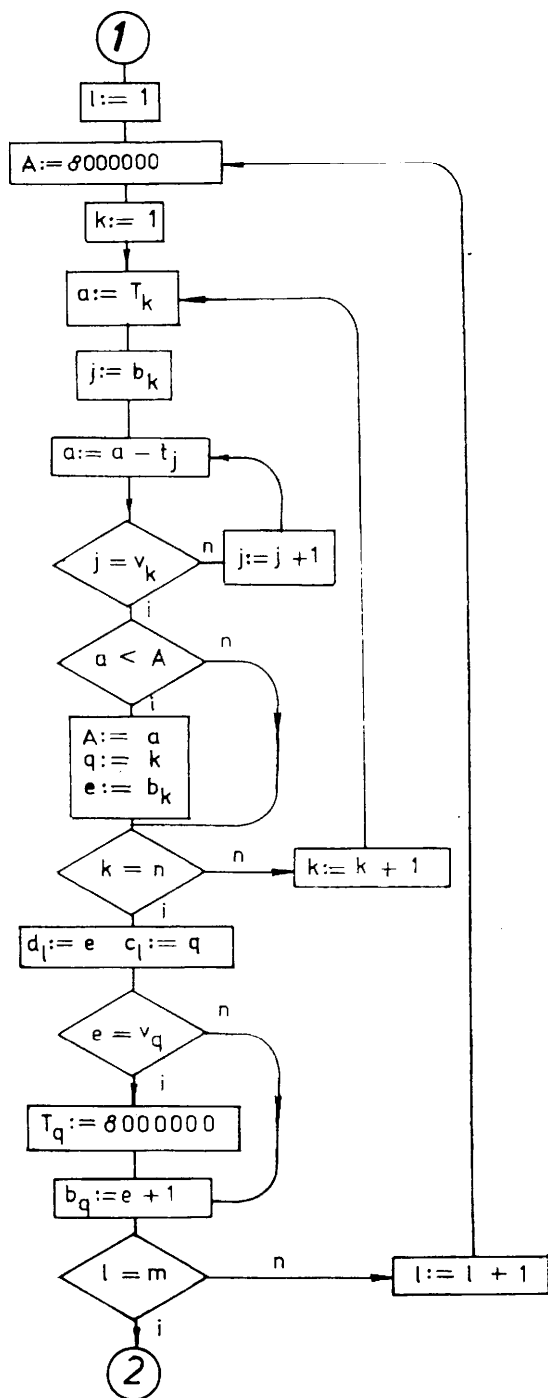 1
l:= 1
A:= 8000000
k:= 1
a:= T_k
j:= b_k
a:= a - t_j
j = v_k
n
j:= j + 1
i
a < A
n
i
A:= a
q:= k
e:= b_k
k = n
n
k:= k + 1
i
d_l:= e c_l:= q
e = v_q
n
i
T_q:= 8000000
b_q:= e + 1
l = m
n
l:= l + 1
i
2